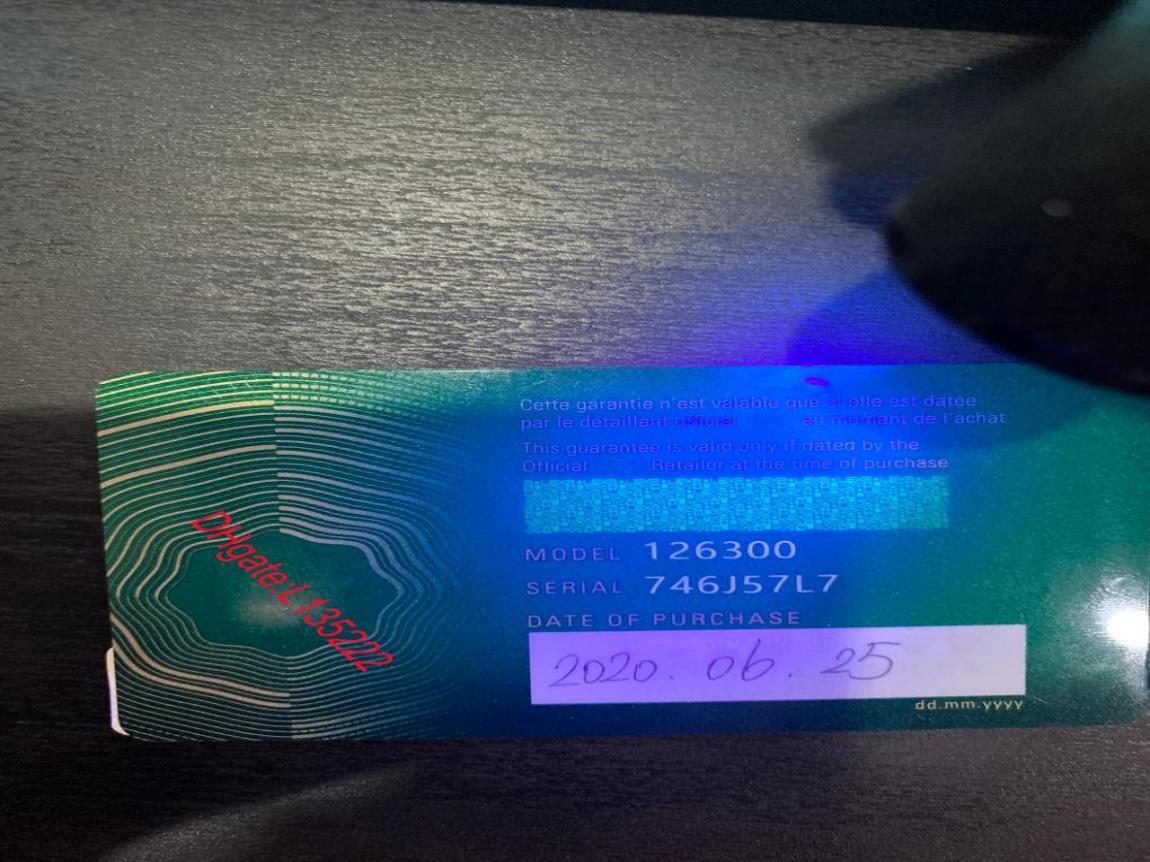 Cette garantie n'est valable que si elle est datée
par le détaillant officiel au moment de l'achat
This guarantee is valid only if dated by the
Official Retailer at the time of purchase
MODEL 126300
SERIAL 746J57L7
DATE OF PURCHASE
2020. 06. 25
dd.mm.yyyy
DHgate:L135222